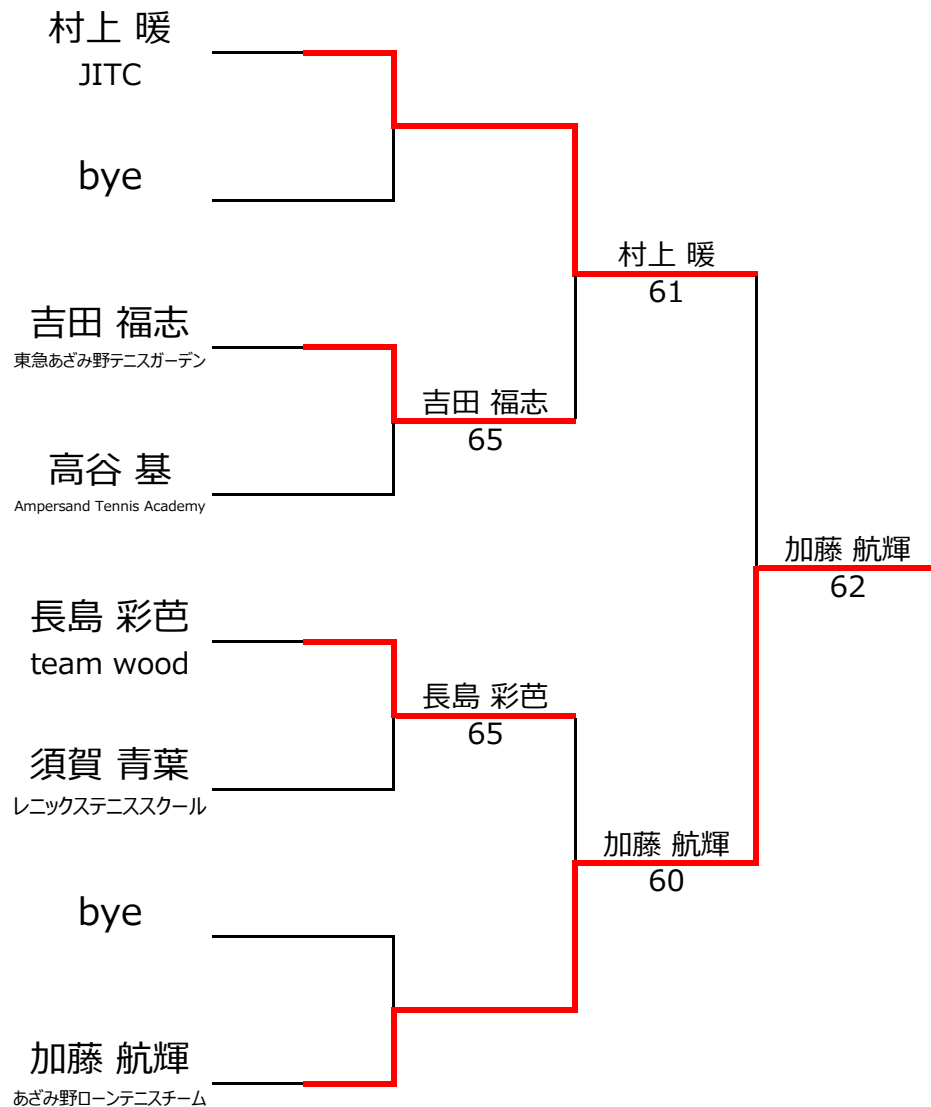 村上 暖
JITC
bye
吉田 福志
東急あざみ野テニスガーデン
高谷 基
Ampersand Tennis Academy
長島 彩芭
team wood
須賀 青葉
レニックステニススクール
bye
加藤 航輝
あざみ野ローンテニスチーム
吉田 福志
65
長島 彩芭
65
村上 暖
61
加藤 航輝
60
加藤 航輝
62